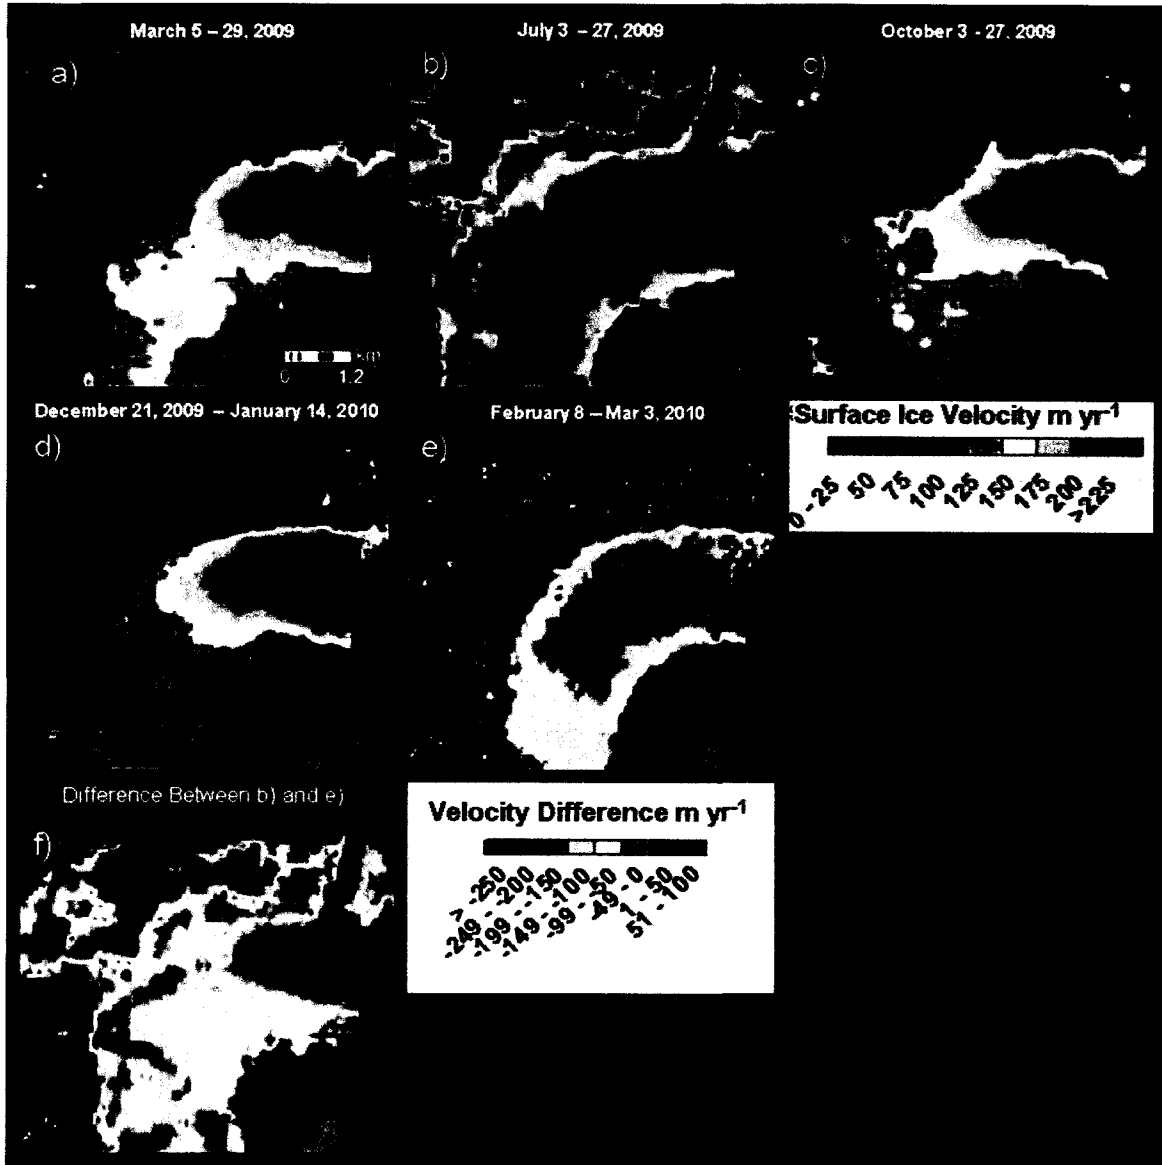 March 5 – 29, 2009
July 3 – 27, 2009
October 3 - 27, 2009
a)
b)
c)
km
0 1.2
December 21, 2009 – January 14, 2010
February 8 – Mar 3, 2010
d)
e)
Surface Ice Velocity m yr-1
0 - 25 50 75 100 125 150 175 200 >225
Difference Between b) and e)
f)
Velocity Difference m yr-1
> -250 -249 - -200 -199 - -150 -149 - -100 -99 - -50 -49 - 0 1 - 50 51 - 100